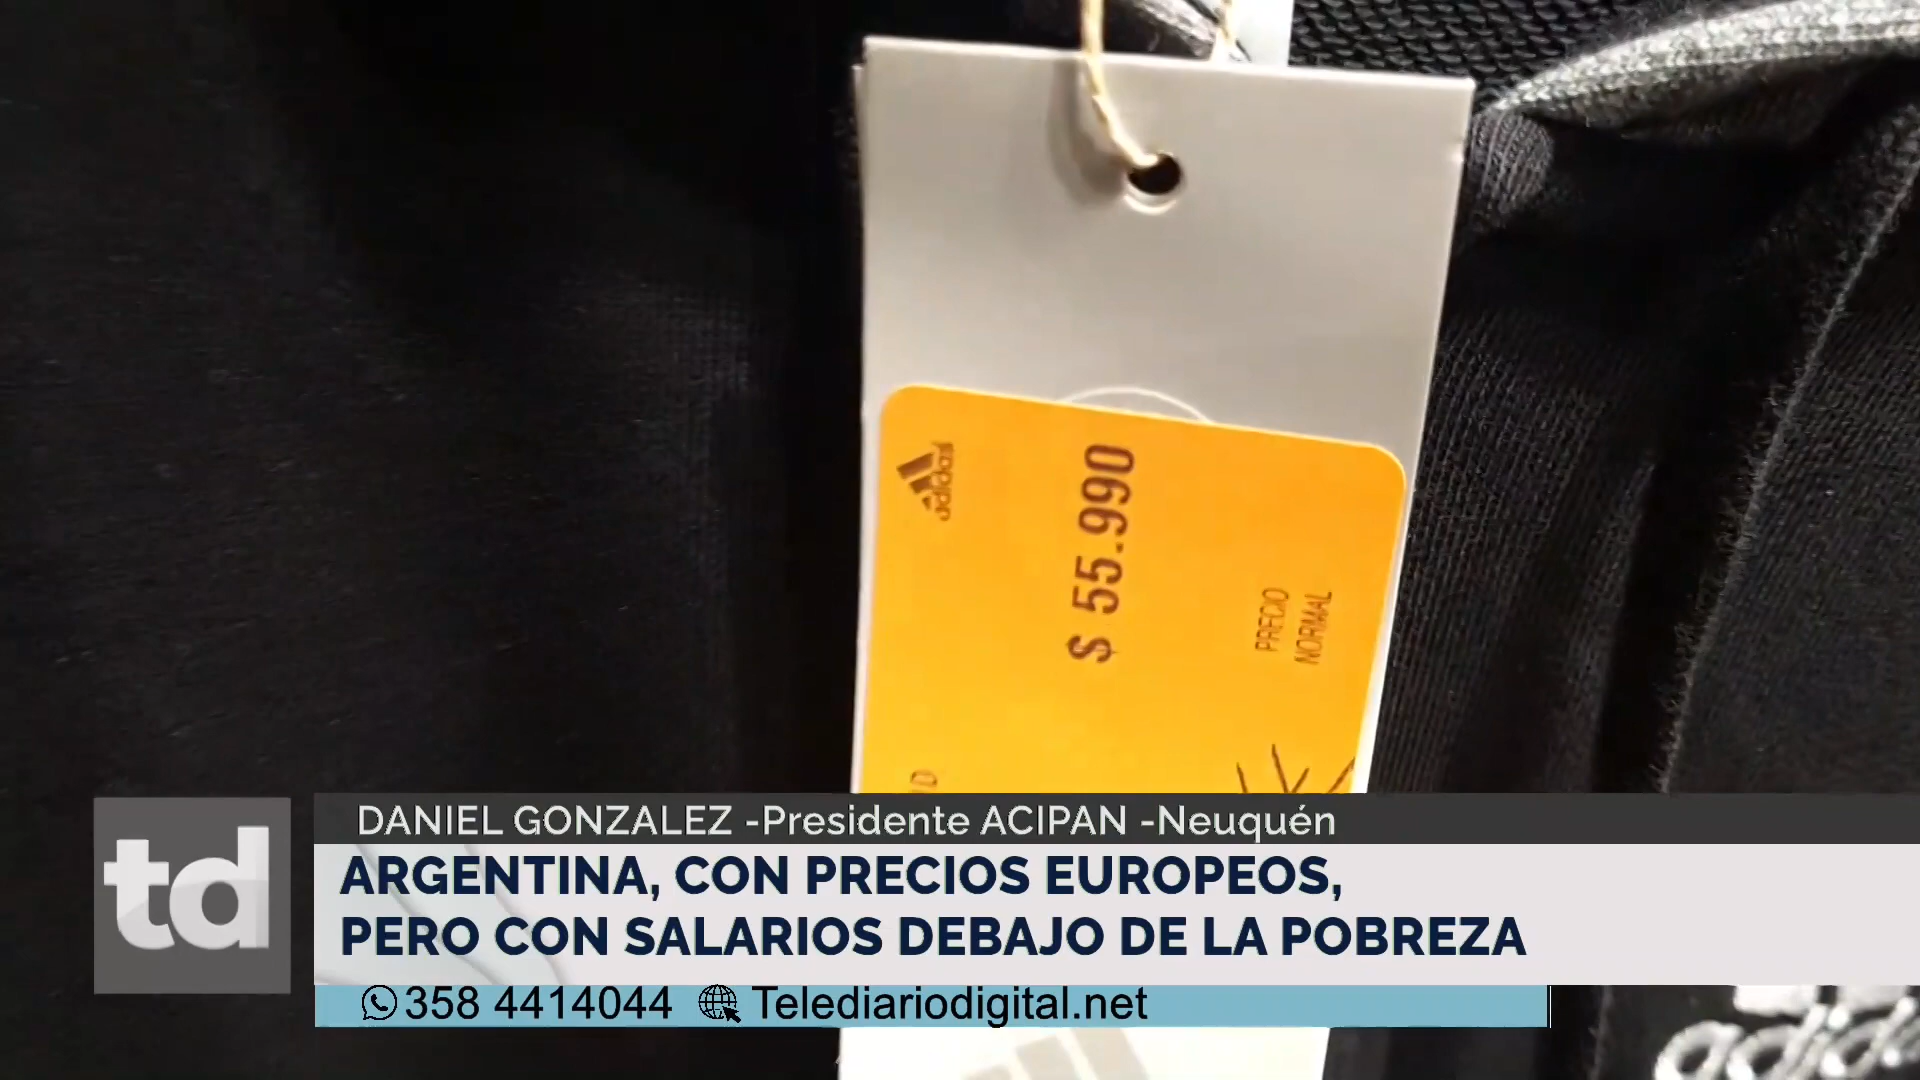 adidas
$ 55.990
PRECIO
NORMAL
DANIEL GONZALEZ -Presidente ACIPAN -Neuquén
td
ARGENTINA, CON PRECIOS EUROPEOS,
PERO CON SALARIOS DEBAJO DE LA POBREZA
358 4414044 Telediariodigital.net